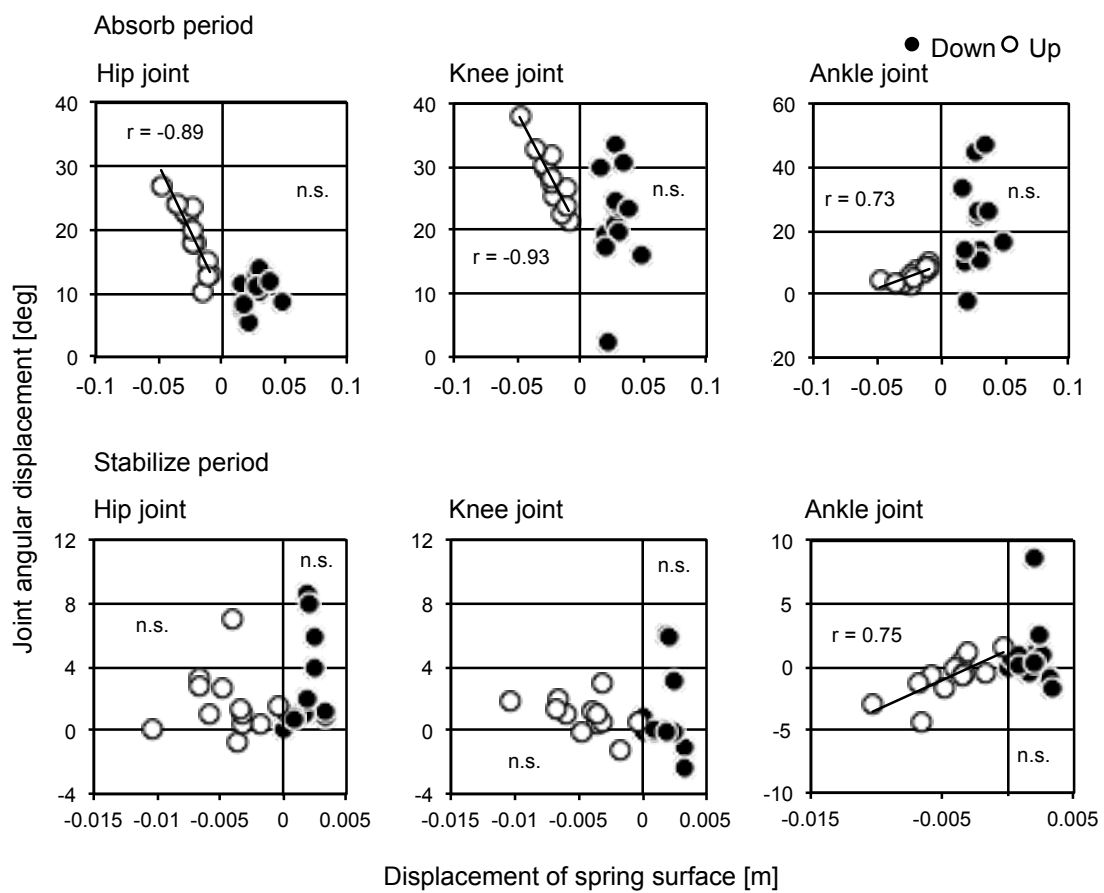 Absorb period
● Down ○ Up
Hip joint
Knee joint
Ankle joint
40
30
20
10
0
r = -0.89
n.s.
-0.1 -0.05 0 0.05 0.1
40
30
20
10
0
r = -0.93
n.s.
-0.1 -0.05 0 0.05 0.1
60
40
20
0
-20
r = 0.73
n.s.
-0.1 -0.05 0 0.05 0.1
Joint angular displacement [deg]
Stabilize period
Hip joint
Knee joint
Ankle joint
12
8
4
0
-4
n.s.
n.s.
-0.015 -0.01 -0.005 0 0.005
12
8
4
0
-4
n.s.
n.s.
-0.015 -0.01 -0.005 0 0.005
10
5
0
-5
-10
r = 0.75
n.s.
-0.015 -0.005 0.005
Displacement of spring surface [m]